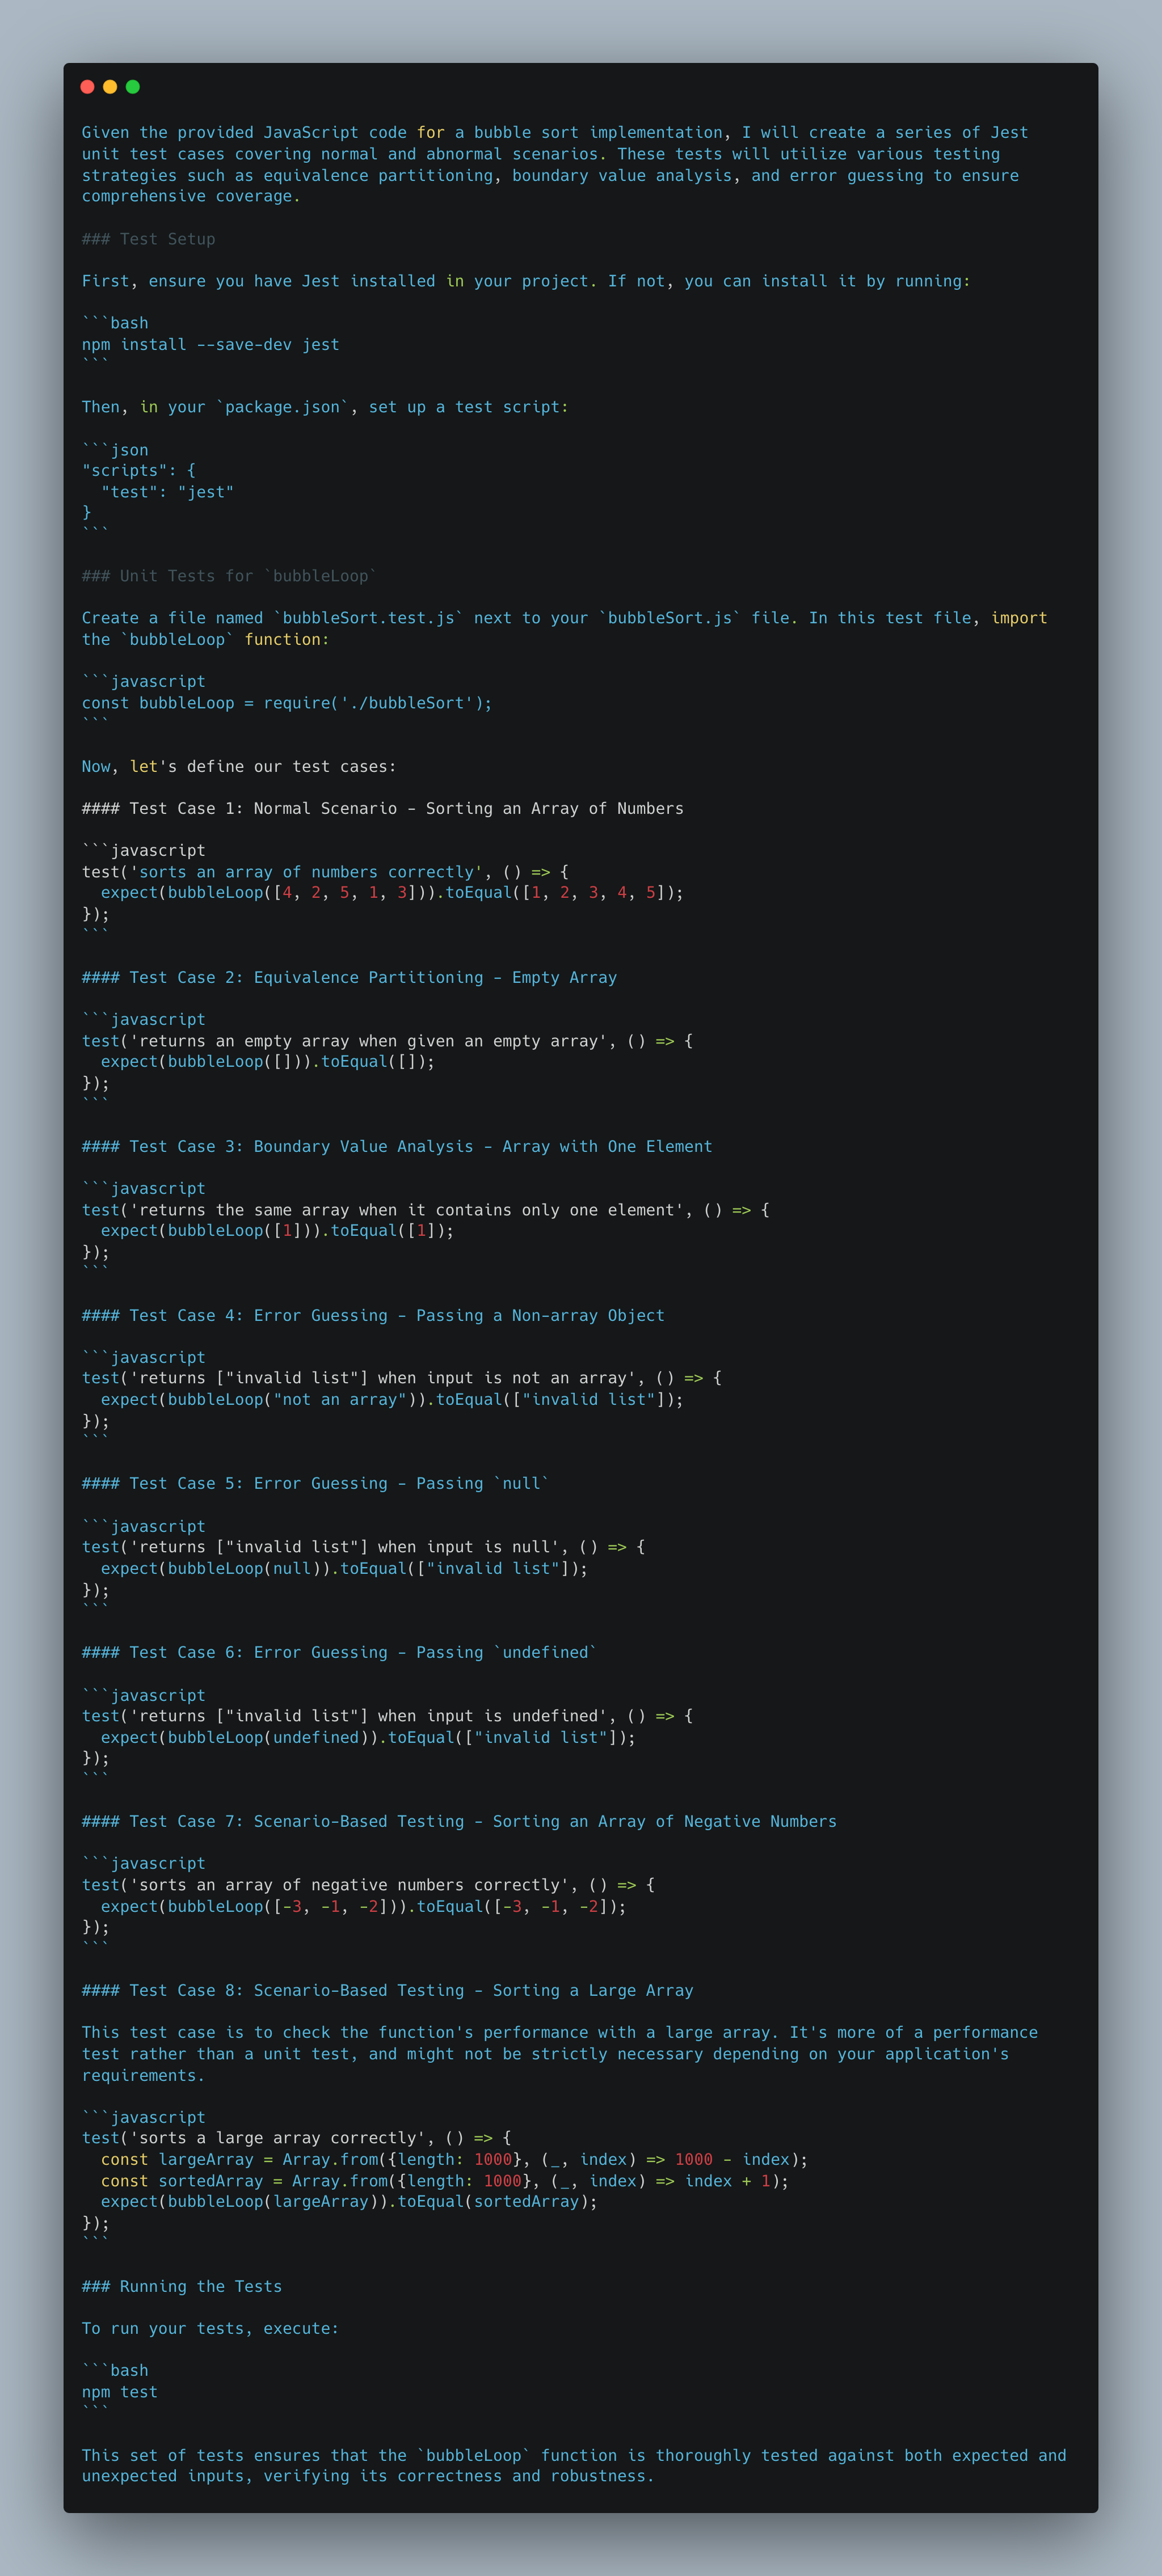 Given the provided JavaScript code for a bubble sort implementation, I will create a series of Jest
unit test cases covering normal and abnormal scenarios. These tests will utilize various testing
strategies such as equivalence partitioning, boundary value analysis, and error guessing to ensure
comprehensive coverage.

### Test Setup

First, ensure you have Jest installed in your project. If not, you can install it by running:

```bash
npm install --save-dev jest
```

Then, in your `package.json`, set up a test script:

```json
"scripts": {
  "test": "jest"
}
```

### Unit Tests for `bubbleLoop`

Create a file named `bubbleSort.test.js` next to your `bubbleSort.js` file. In this test file, import
the `bubbleLoop` function:

```javascript
const bubbleLoop = require('./bubbleSort');
```

Now, let's define our test cases:

#### Test Case 1: Normal Scenario - Sorting an Array of Numbers

```javascript
test('sorts an array of numbers correctly', () => {
  expect(bubbleLoop([4, 2, 5, 1, 3])).toEqual([1, 2, 3, 4, 5]);
});
```

#### Test Case 2: Equivalence Partitioning - Empty Array

```javascript
test('returns an empty array when given an empty array', () => {
  expect(bubbleLoop([])).toEqual([]);
});
```

#### Test Case 3: Boundary Value Analysis - Array with One Element

```javascript
test('returns the same array when it contains only one element', () => {
  expect(bubbleLoop([1])).toEqual([1]);
});
```

#### Test Case 4: Error Guessing - Passing a Non-array Object

```javascript
test('returns ["invalid list"] when input is not an array', () => {
  expect(bubbleLoop("not an array")).toEqual(["invalid list"]);
});
```

#### Test Case 5: Error Guessing - Passing `null`

```javascript
test('returns ["invalid list"] when input is null', () => {
  expect(bubbleLoop(null)).toEqual(["invalid list"]);
});
```

#### Test Case 6: Error Guessing - Passing `undefined`

```javascript
test('returns ["invalid list"] when input is undefined', () => {
  expect(bubbleLoop(undefined)).toEqual(["invalid list"]);
});
```

#### Test Case 7: Scenario-Based Testing - Sorting an Array of Negative Numbers

```javascript
test('sorts an array of negative numbers correctly', () => {
  expect(bubbleLoop([-3, -1, -2])).toEqual([-3, -1, -2]);
});
```

#### Test Case 8: Scenario-Based Testing - Sorting a Large Array

This test case is to check the function's performance with a large array. It's more of a performance
test rather than a unit test, and might not be strictly necessary depending on your application's
requirements.

```javascript
test('sorts a large array correctly', () => {
  const largeArray = Array.from({length: 1000}, (_, index) => 1000 - index);
  const sortedArray = Array.from({length: 1000}, (_, index) => index + 1);
  expect(bubbleLoop(largeArray)).toEqual(sortedArray);
});
```

### Running the Tests

To run your tests, execute:

```bash
npm test
```

This set of tests ensures that the `bubbleLoop` function is thoroughly tested against both expected and
unexpected inputs, verifying its correctness and robustness.